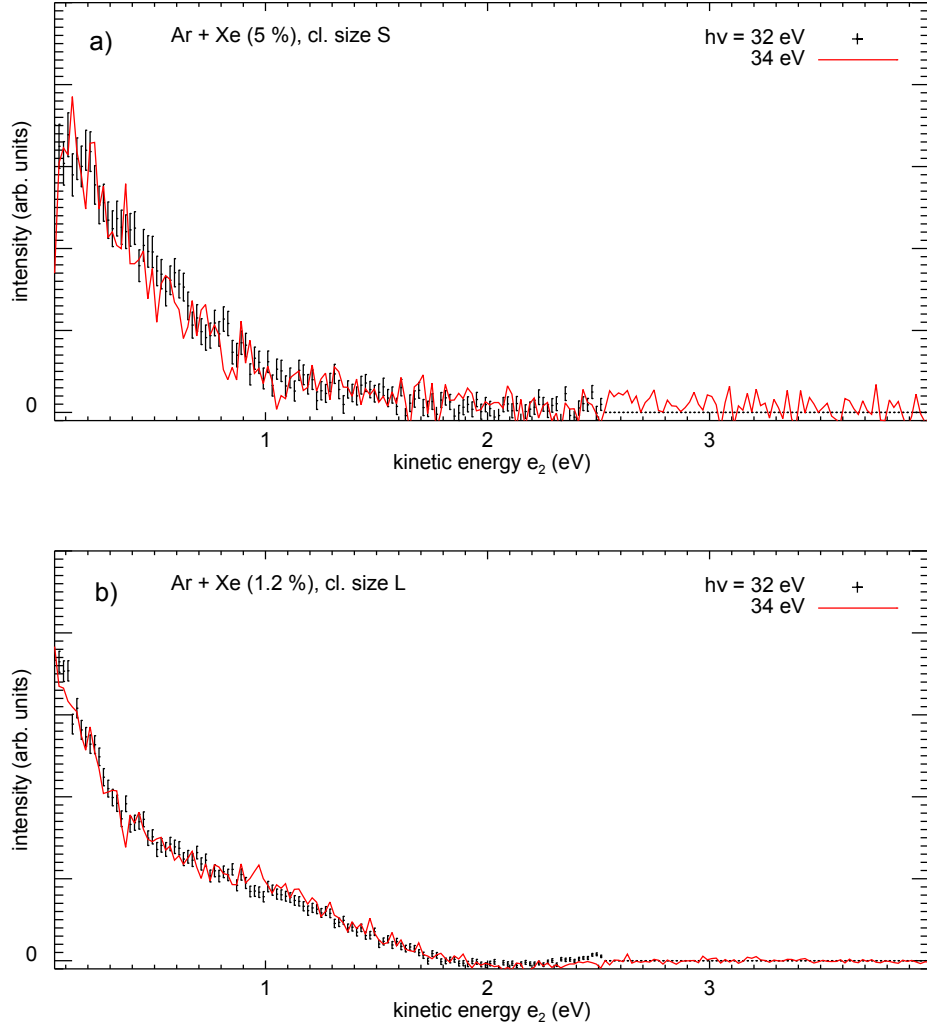 a)
Ar + Xe (5 %), cl. size S
hν = 32 eV
34 eV
intensity (arb. units)
0
1 2 3
kinetic energy e₂ (eV)
b)
Ar + Xe (1.2 %), cl. size L
hν = 32 eV
34 eV
intensity (arb. units)
0
1 2 3
kinetic energy e₂ (eV)